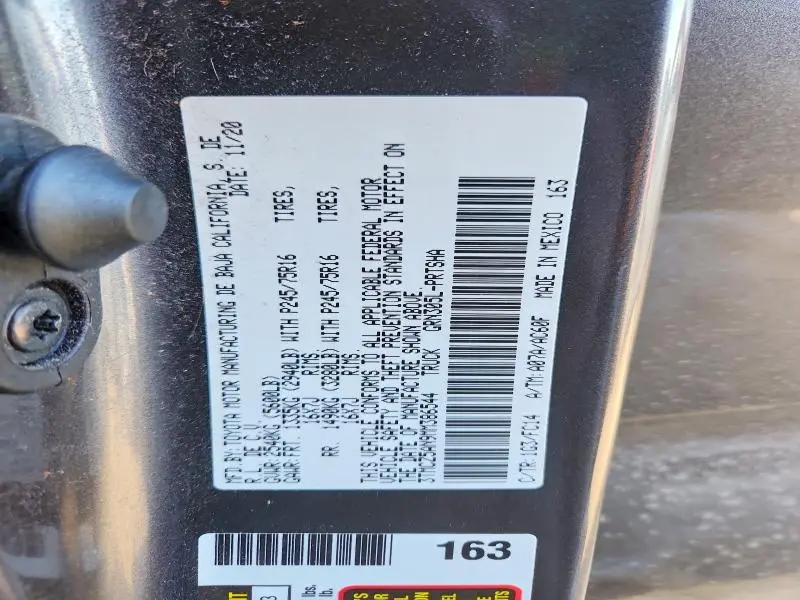 MFD.BY:TOYOTA MOTOR MANUFACTURING DE BAJA CALIFORNIA, S. DE
R.L. DE C.V. DATE: 11/20
GVWR:2540KG (5600LB)
GAWR:FRT. 1335KG (2940LB) WITH P245/75R16 TIRES,
16X7J RIMS
RR. 1490KG (3280LB) WITH P245/75R16 TIRES,
16X7J RIMS
THIS VEHICLE CONFORMS TO ALL APPLICABLE FEDERAL MOTOR
VEHICLE SAFETY AND THEFT PREVENTION STANDARDS IN EFFECT ON
THE DATE OF MANUFACTURE SHOWN ABOVE.
TRUCK GRN305L-PRTSHA
C/TR:1G3/FC14 A/TM:A07A/AC60F MADE IN MEXICO 163
163
lbs.
lb.